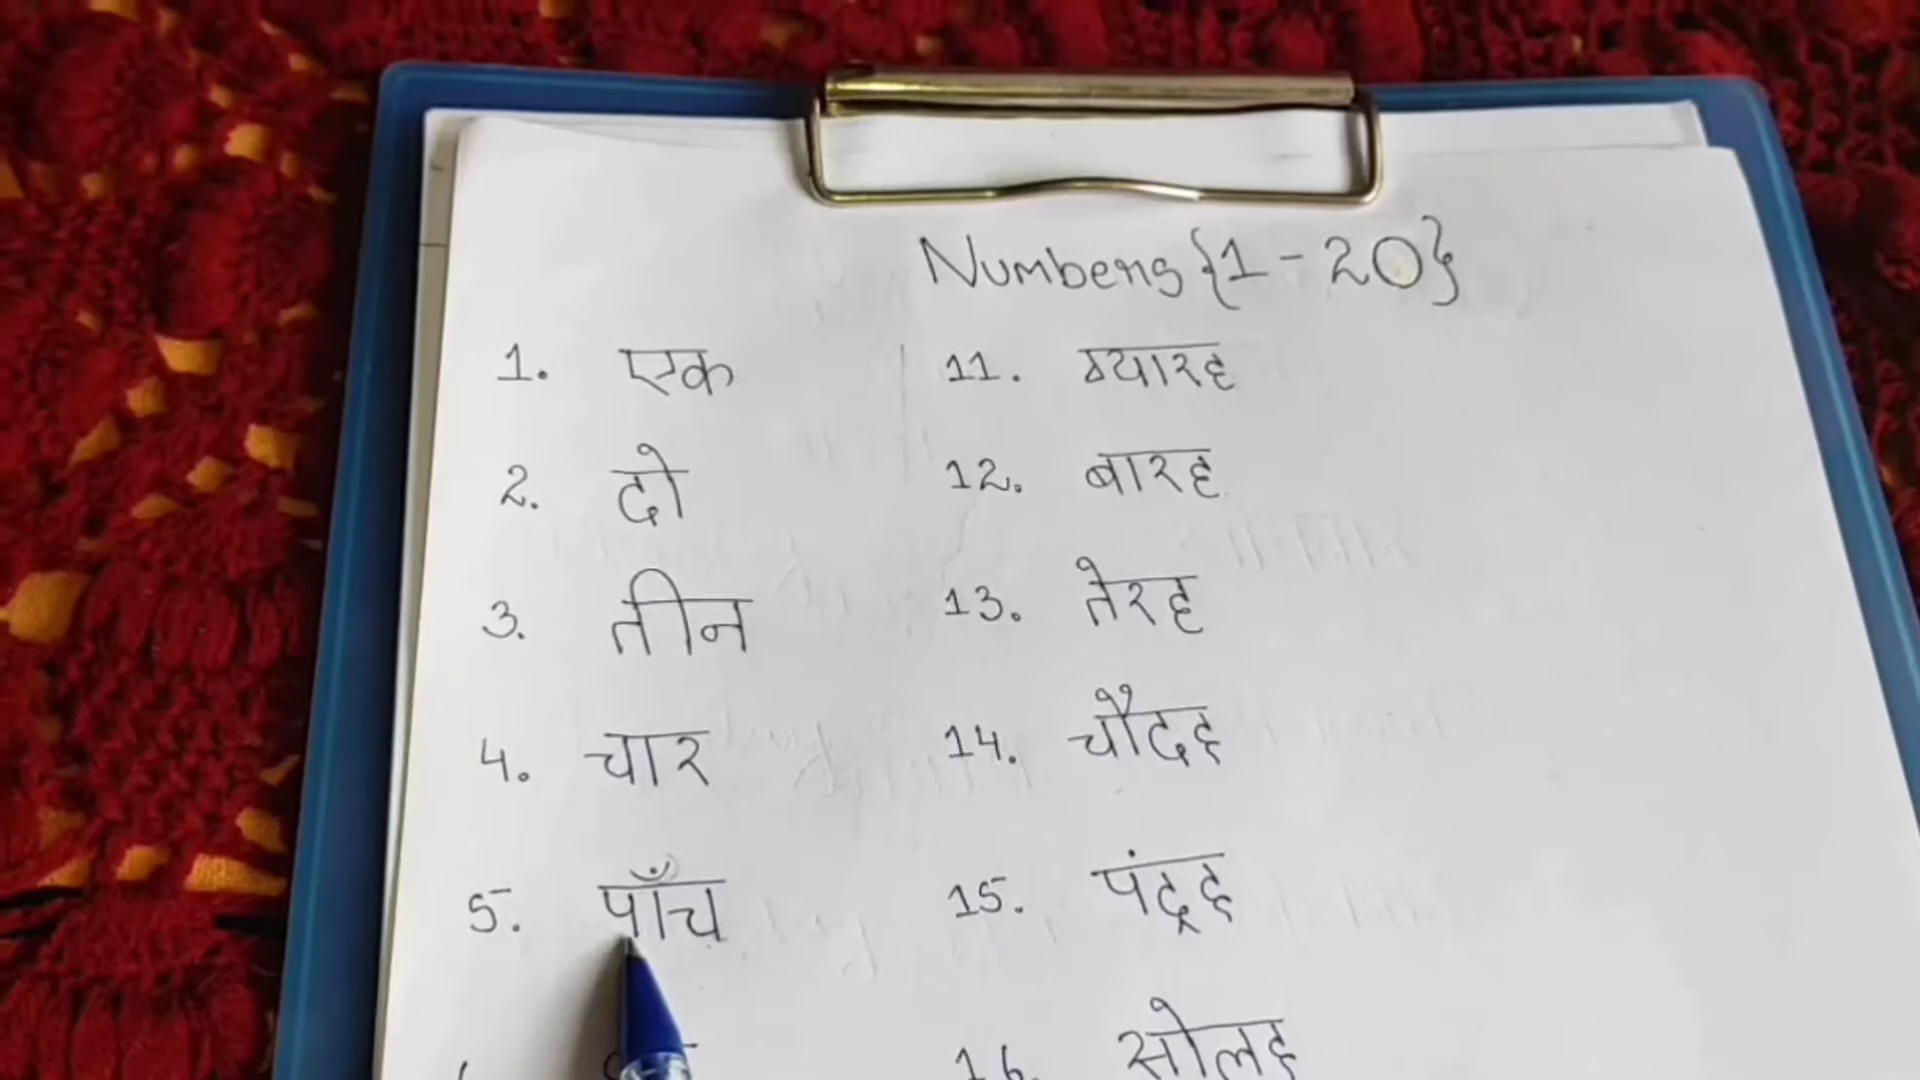 Numbers {1-20}
1. एक
2. दो
3. तीन
4. चार
5. पाँच
11. ग्यारह
12. बारह
13. तेरह
14. चौदह
15. पंद्रह
16. सोलह